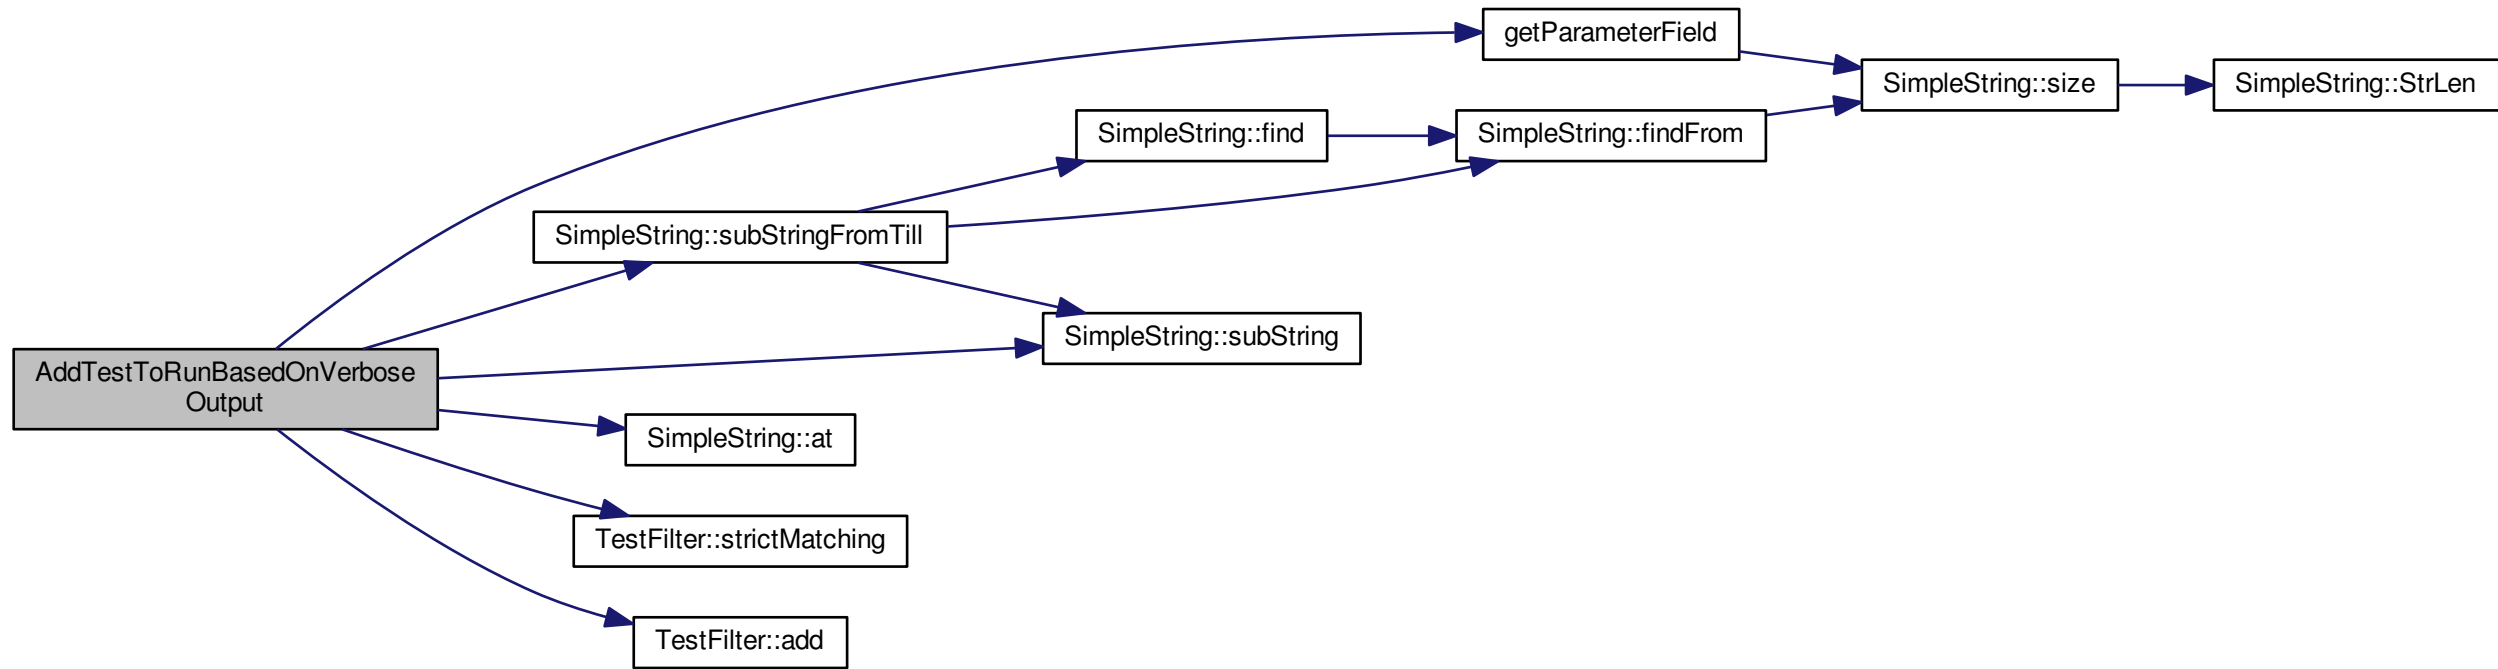 getParameterField
SimpleString::size
SimpleString::StrLen
SimpleString::find
SimpleString::findFrom
SimpleString::subStringFromTill
SimpleString::subString
AddTestToRunBasedOnVerbose
Output
SimpleString::at
TestFilter::strictMatching
TestFilter::add